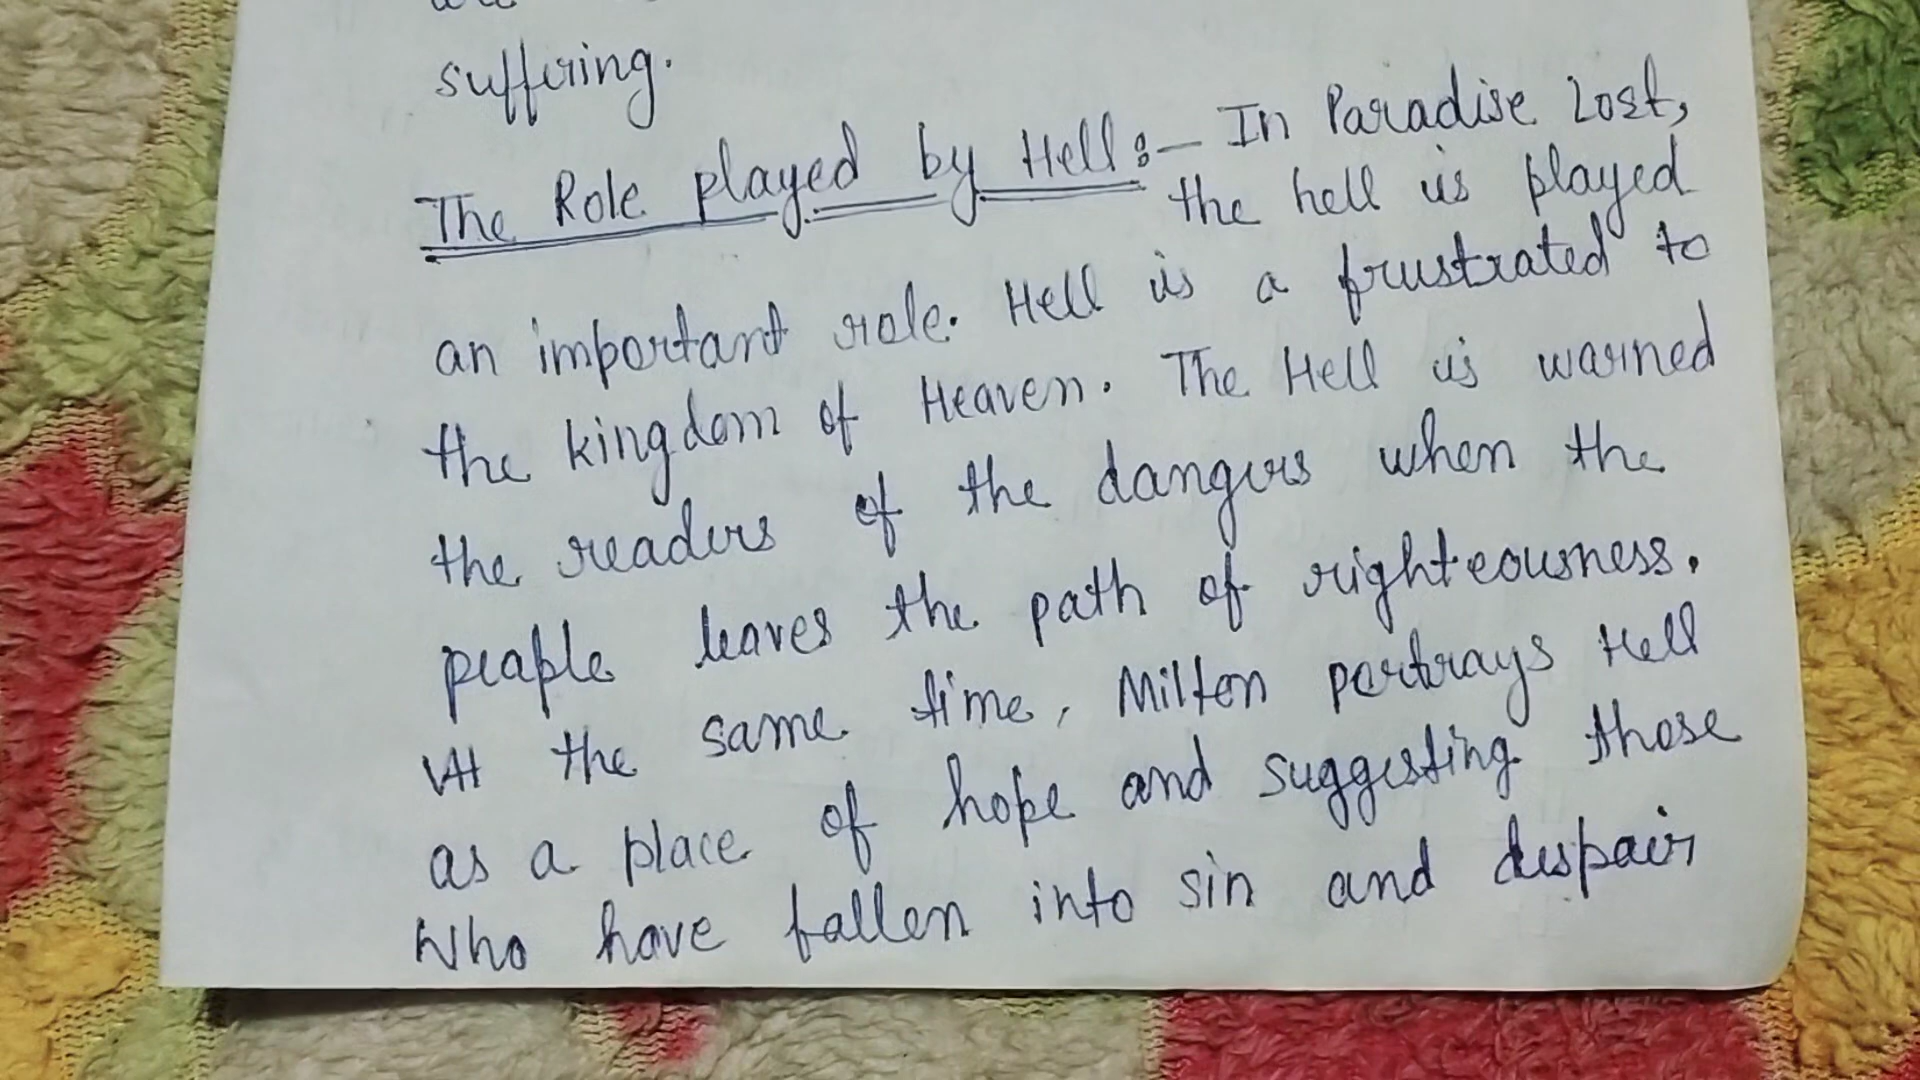 suffering.
The Role played by Hell :- In Paradise Lost,
the hell is played
an important role. Hell is a frustrated to
the kingdom of Heaven. The Hell is warned
the readers of the dangers when the
people leaves the path of righteousness.
At the same time, Milton portrays Hell
as a place of hope and suggesting those
Who have fallen into sin and despair